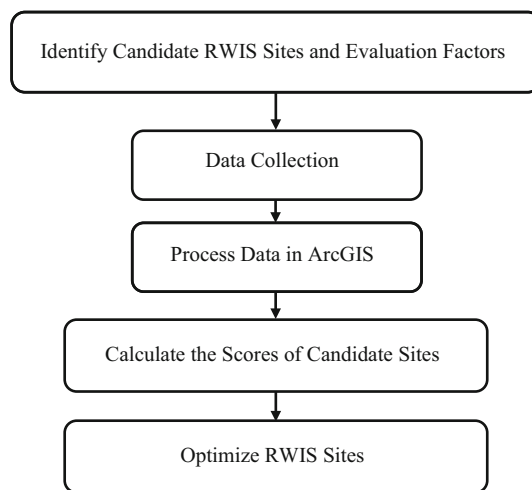 Identify Candidate RWIS Sites and Evaluation Factors
Data Collection
Process Data in ArcGIS
Calculate the Scores of Candidate Sites
Optimize RWIS Sites